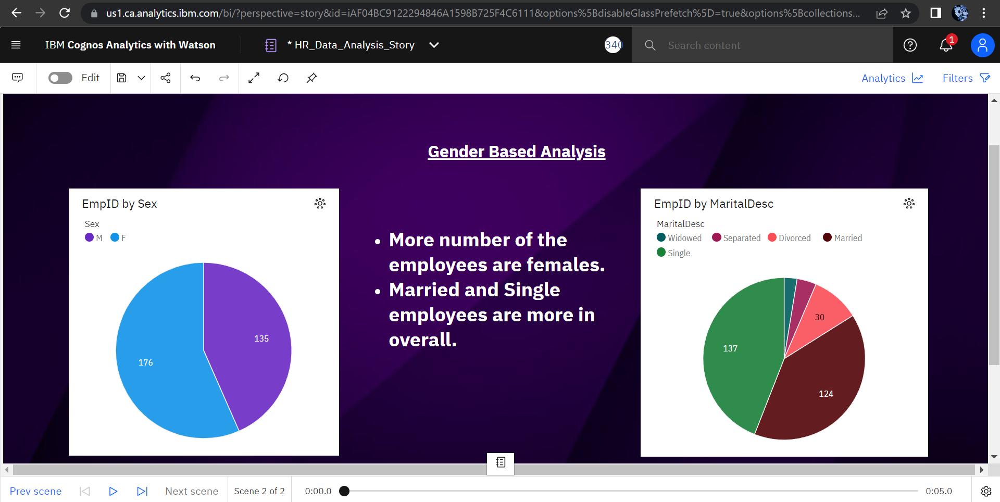 us1.ca.analytics.ibm.com/bi/?perspective=story&id=iAF04BC9122294846A1598B725F4C6111&options%5BdisableGlassPrefetch%5D=true&options%5Bcollections...
IBM Cognos Analytics with Watson
* HR_Data_Analysis_Story
340
Search content
1
Edit
Analytics
Filters
Gender Based Analysis
EmpID by Sex
Sex
M F
135
176
• More number of the
employees are females.
• Married and Single
employees are more in
overall.
EmpID by MaritalDesc
MaritalDesc
Widowed Separated Divorced Married
Single
30
137
124
Prev scene
Next scene
Scene 2 of 2
0:00.0
0:05.0